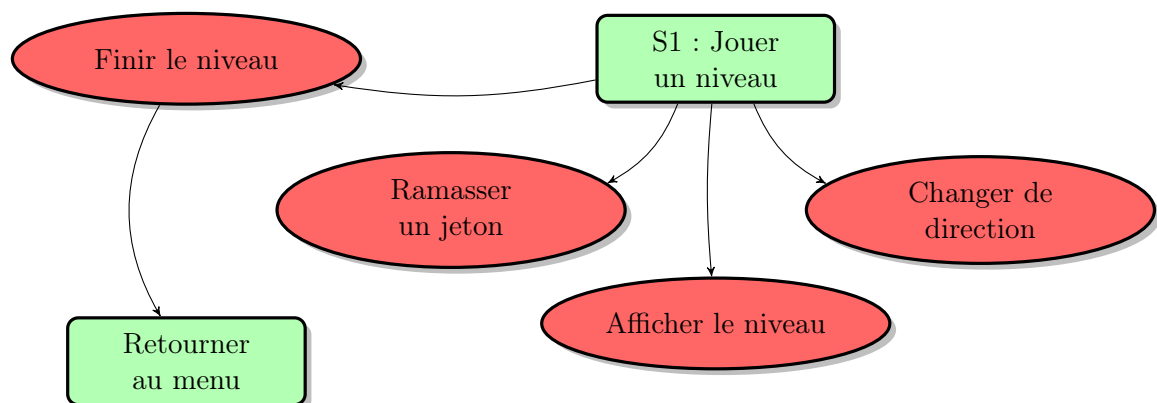 Finir le niveau
S1 : Jouer
un niveau
Ramasser
un jeton
Changer de
direction
Afficher le niveau
Retourner
au menu